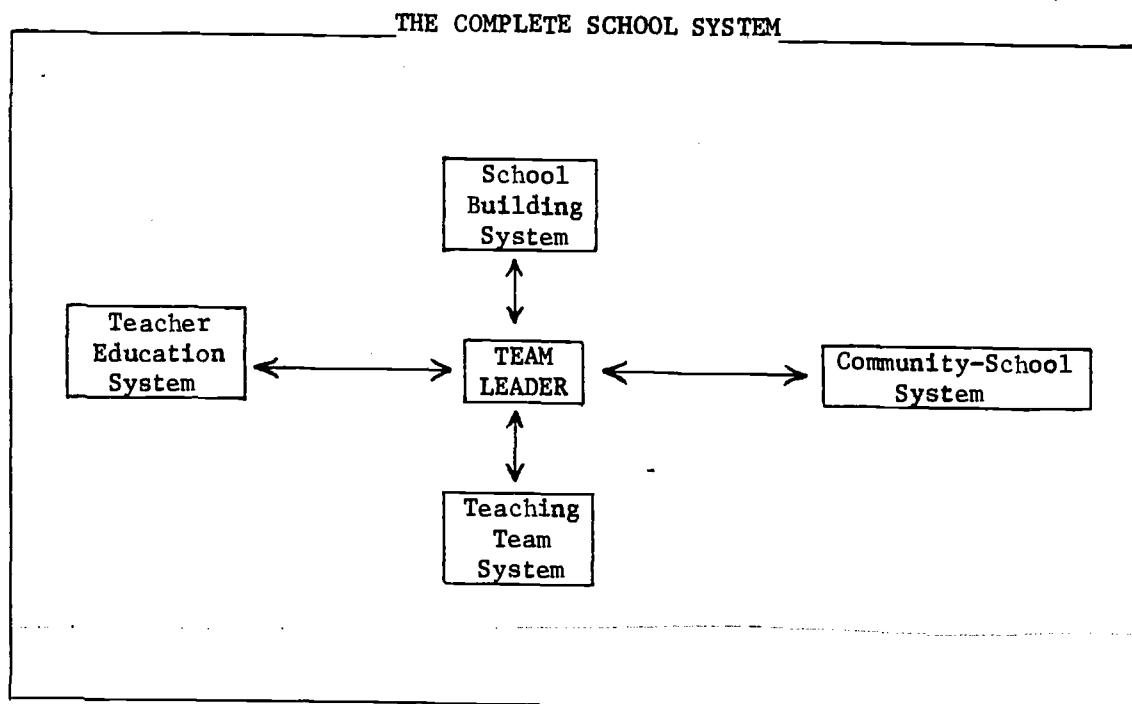 THE COMPLETE SCHOOL SYSTEM
School
Building
System
Teacher
Education
System
TEAM
LEADER
Community-School
System
Teaching
Team
System